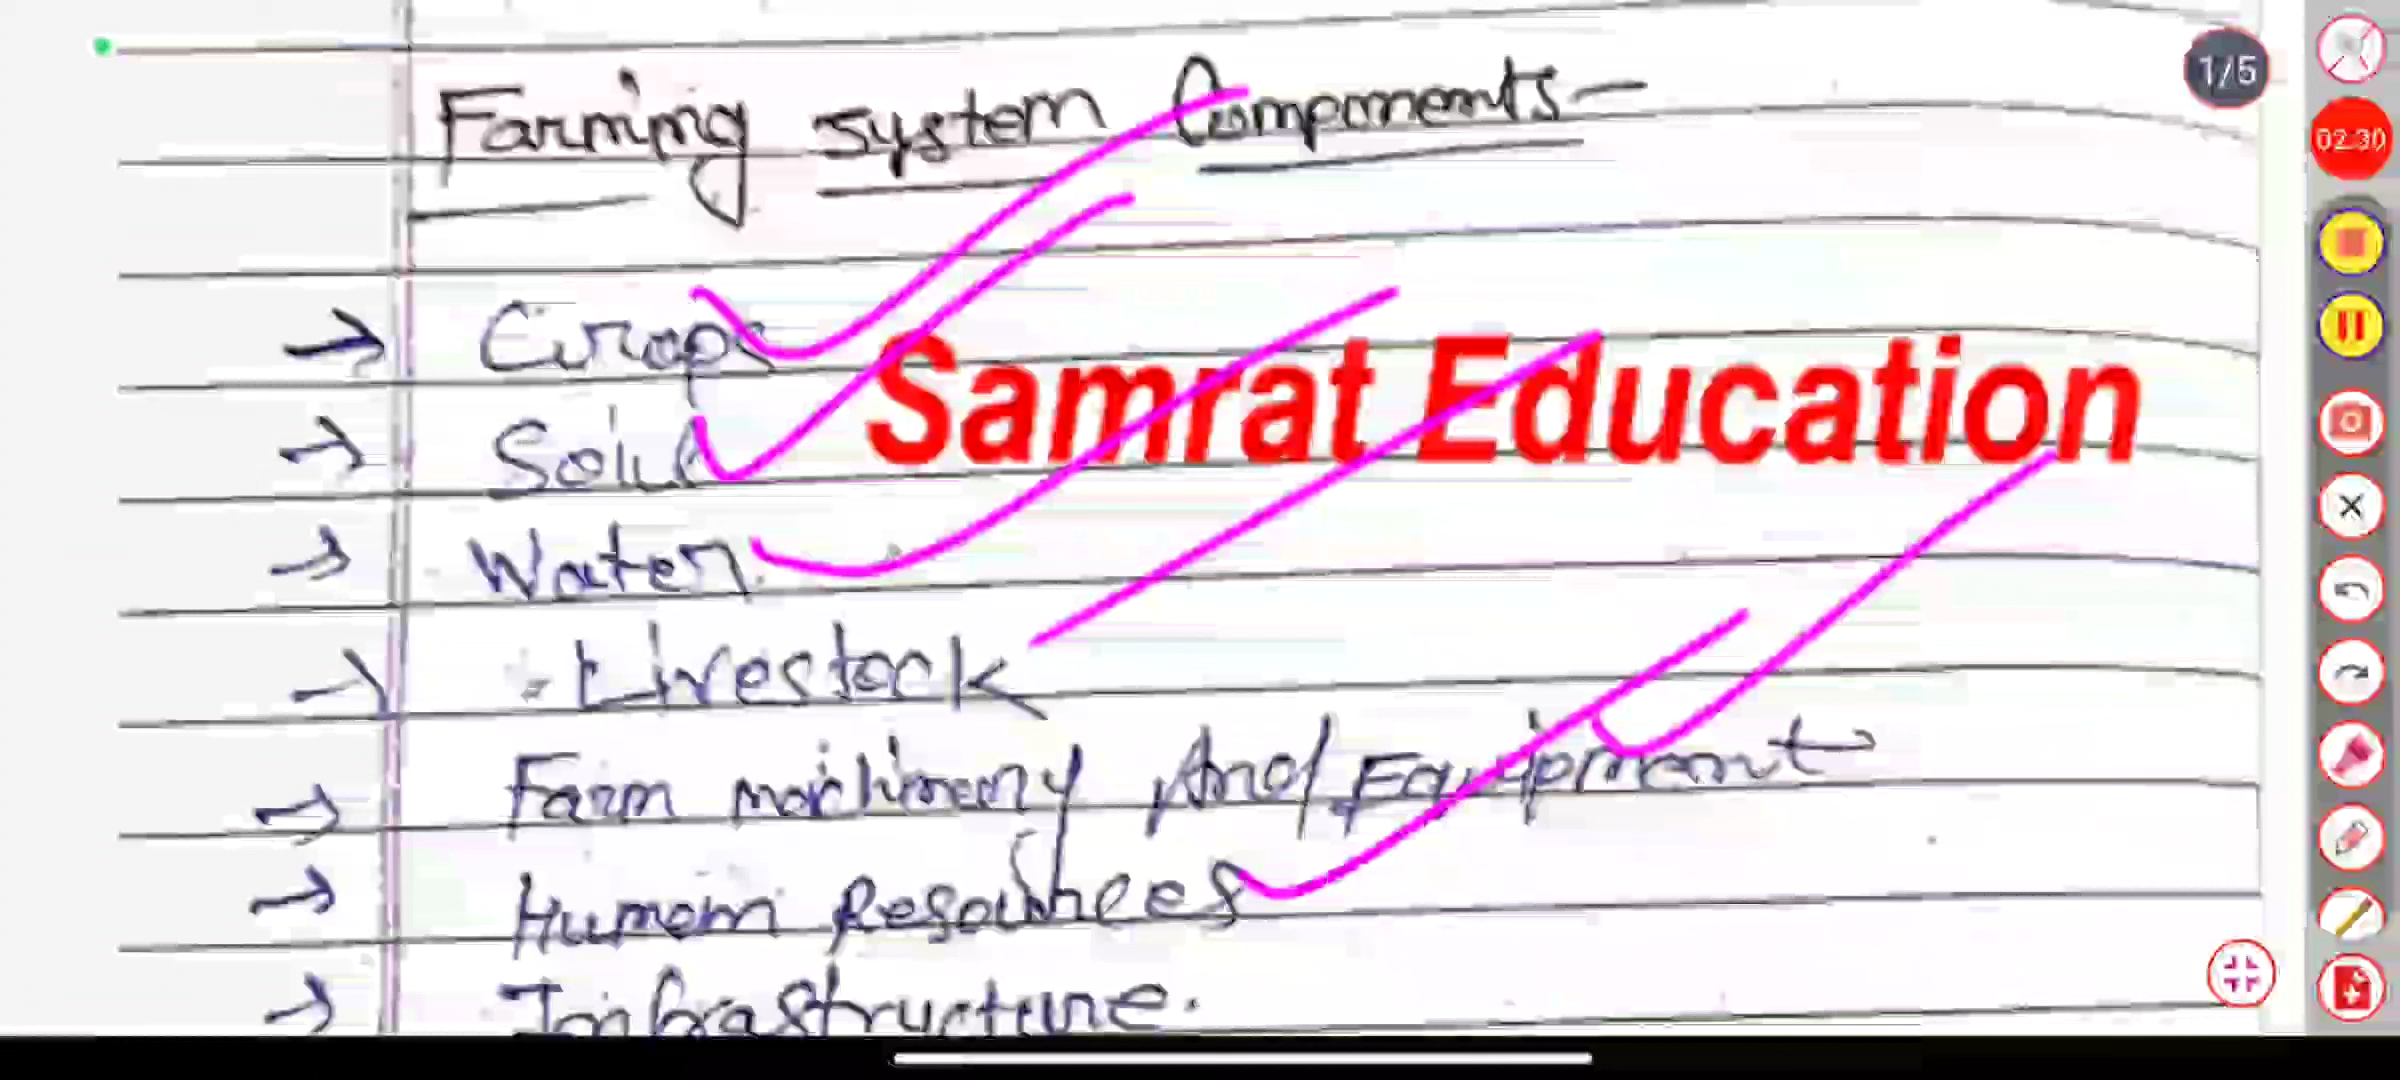 Farming system Components-
1/5
02:30
→ Crops
→ Soil
Samrat Education
→ Water.
→ Livestock
→ Farm machinery And Equipment
→ Human Resources
→ Infrastructure.